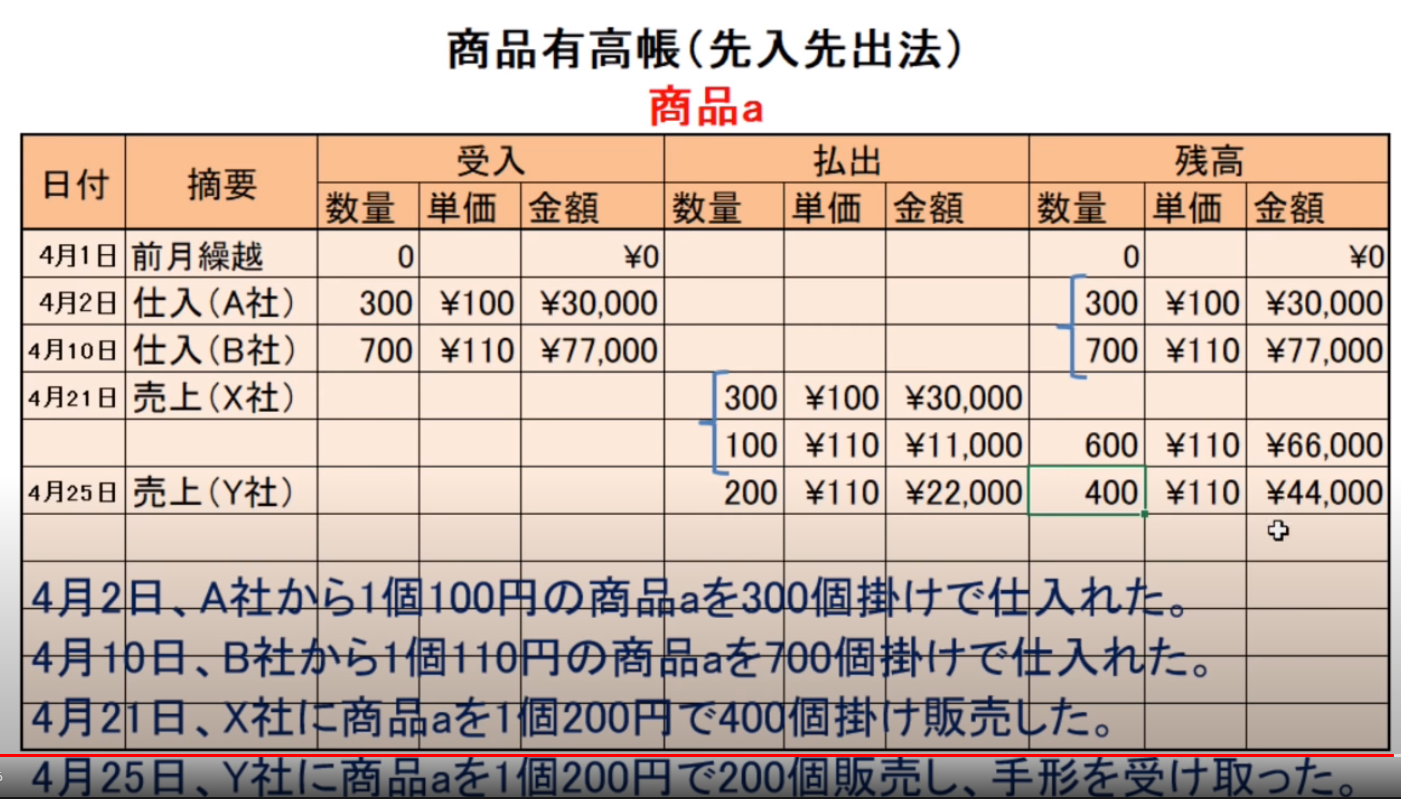 商品有高帳(先入先出法)
商品a
日付 摘要 受入 払出 残高
数量 単価 金額 数量 単価 金額 数量 単価 金額
4月1日 前月繰越 0 ¥0 0 ¥0
4月2日 仕入(A社) 300 ¥100 ¥30,000 300 ¥100 ¥30,000
4月10日 仕入(B社) 700 ¥110 ¥77,000 700 ¥110 ¥77,000
4月21日 売上(X社) 300 ¥100 ¥30,000
100 ¥110 ¥11,000 600 ¥110 ¥66,000
4月25日 売上(Y社) 200 ¥110 ¥22,000 400 ¥110 ¥44,000
4月2日、A社から1個100円の商品aを300個掛けで仕入れた。
4月10日、B社から1個110円の商品aを700個掛けで仕入れた。
4月21日、X社に商品aを1個200円で400個掛け販売した。
4月25日、Y社に商品aを1個200円で200個販売し、手形を受け取った。